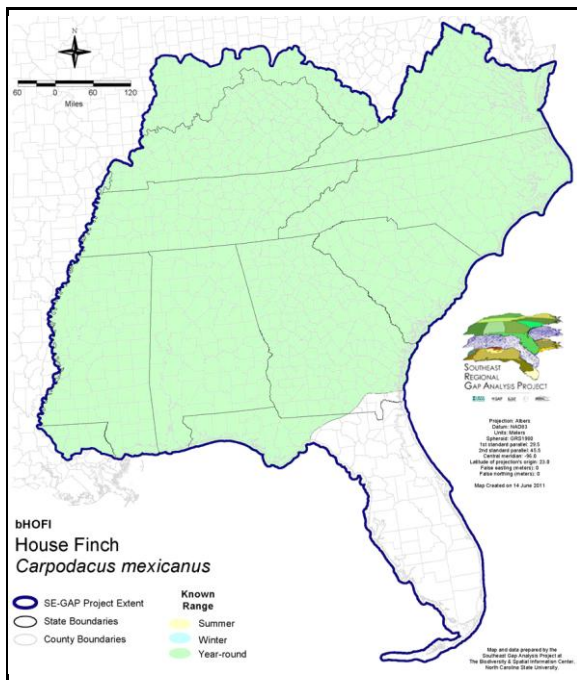 N
60 0 60 120
Miles
SOUTHEAST
REGIONAL
GAP ANALYSIS PROJECT
Projection: Albers
Datum: NAD83
Units: Meters
Spheroid: GRS1980
1st standard parallel: 29.5
2nd standard parallel: 45.5
Central meridian: -96.0
Latitude of projection's origin: 23.0
False easting (meters): 0
False northing (meters): 0
Map Created on 14 June 2011
bHOFI
House Finch
Carpodacus mexicanus
SE-GAP Project Extent
State Boundaries
County Boundaries
Known
Range
Summer
Winter
Year-round
Map and data prepared by the
Southeast Gap Analysis Project at
The Biodiversity & Spatial Information Center,
North Carolina State University.